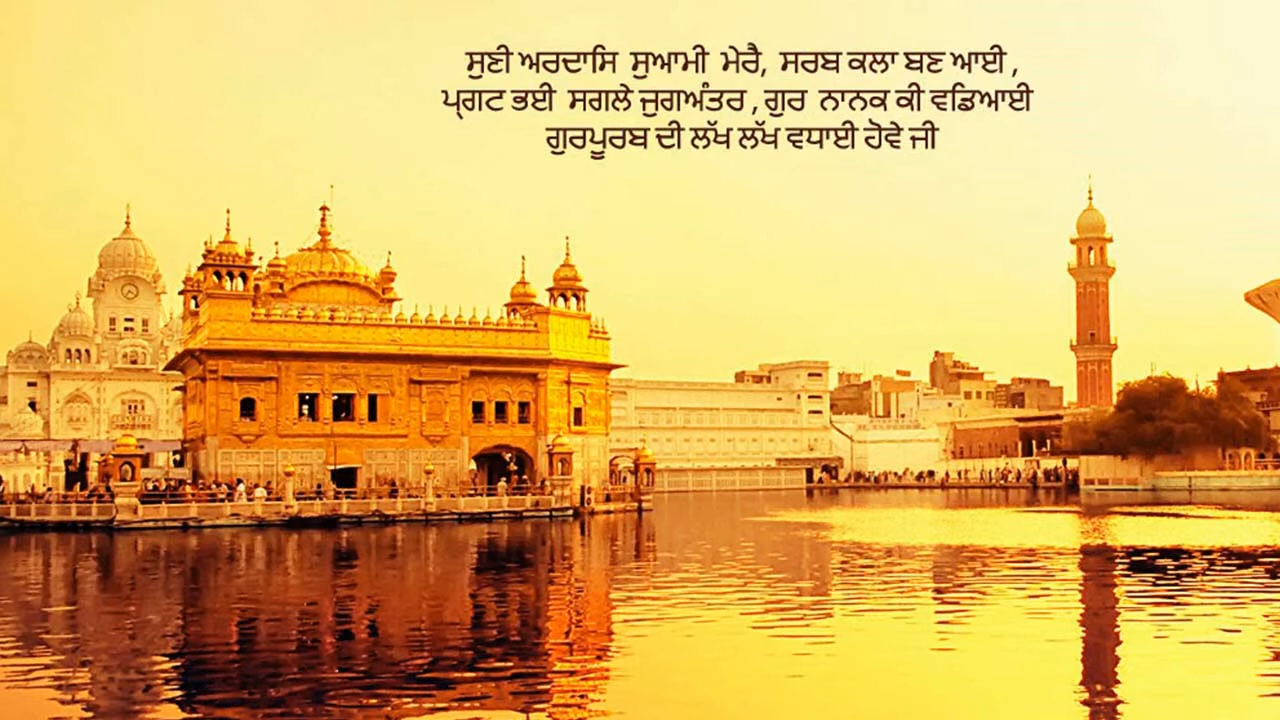 ਸੁਣੀ ਅਰਦਾਸਿ ਸੁਆਮੀ ਮੇਰੈ, ਸਰਬ ਕਲਾ ਬਣ ਆਈ ,
ਪ੍ਰਗਟ ਭਈ ਸਗਲੇ ਜੁਗਅੰਤਰ , ਗੁਰ ਨਾਨਕ ਕੀ ਵਡਿਆਈ
ਗੁਰਪੂਰਬ ਦੀ ਲੱਖ ਲੱਖ ਵਧਾਈ ਹੋਵੇ ਜੀ